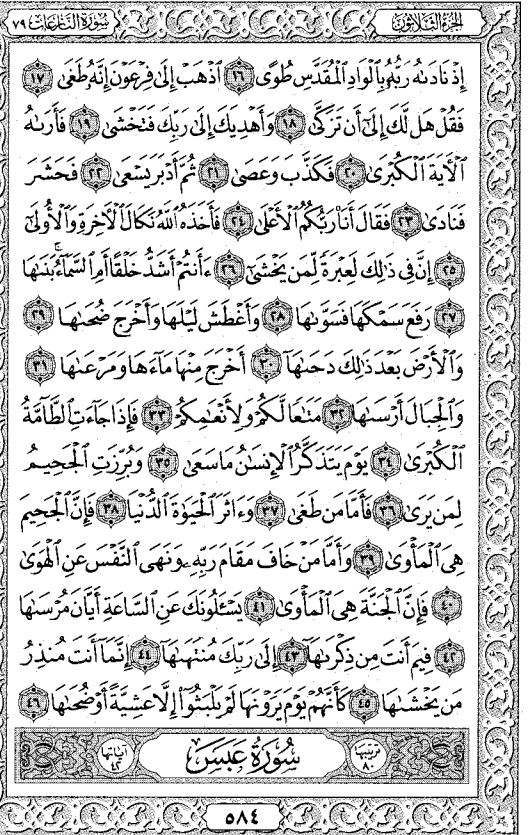 سورة النازعات ٧٩ الجزء الثلاثون
إِذْ نَادَىٰهُ رَبُّهُۥ بِٱلْوَادِ ٱلْمُقَدَّسِ طُوًى ١٦ ٱذْهَبْ إِلَىٰ فِرْعَوْنَ إِنَّهُۥ طَغَىٰ ١٧
فَقُلْ هَل لَّكَ إِلَىٰٓ أَن تَزَكَّىٰ ١٨ وَأَهْدِيَكَ إِلَىٰ رَبِّكَ فَتَخْشَىٰ ١٩ فَأَرَىٰهُ
ٱلْـَٔايَةَ ٱلْكُبْرَىٰ ٢٠ فَكَذَّبَ وَعَصَىٰ ٢١ ثُمَّ أَدْبَرَ يَسْعَىٰ ٢٢ فَحَشَرَ
فَنَادَىٰ ٢٣ فَقَالَ أَنَا۠ رَبُّكُمُ ٱلْأَعْلَىٰ ٢٤ فَأَخَذَهُ ٱللَّهُ نَكَالَ ٱلْـَٔاخِرَةِ وَٱلْأُولَىٰٓ
٢٥ إِنَّ فِى ذَٰلِكَ لَعِبْرَةً لِّمَن يَخْشَىٰٓ ٢٦ ءَأَنتُمْ أَشَدُّ خَلْقًا أَمِ ٱلسَّمَآءُ ۚ بَنَىٰهَا
٢٧ رَفَعَ سَمْكَهَا فَسَوَّىٰهَا ٢٨ وَأَغْطَشَ لَيْلَهَا وَأَخْرَجَ ضُحَىٰهَا ٢٩
وَٱلْأَرْضَ بَعْدَ ذَٰلِكَ دَحَىٰهَآ ٣٠ أَخْرَجَ مِنْهَا مَآءَهَا وَمَرْعَىٰهَا ٣١
وَٱلْجِبَالَ أَرْسَىٰهَا ٣٢ مَتَٰعًا لَّكُمْ وَلِأَنْعَٰمِكُمْ ٣٣ فَإِذَا جَآءَتِ ٱلطَّآمَّةُ
ٱلْكُبْرَىٰ ٣٤ يَوْمَ يَتَذَكَّرُ ٱلْإِنسَٰنُ مَا سَعَىٰ ٣٥ وَبُرِّزَتِ ٱلْجَحِيمُ
لِمَن يَرَىٰ ٣٦ فَأَمَّا مَن طَغَىٰ ٣٧ وَءَاثَرَ ٱلْحَيَوٰةَ ٱلدُّنْيَا ٣٨ فَإِنَّ ٱلْجَحِيمَ
هِىَ ٱلْمَأْوَىٰ ٣٩ وَأَمَّا مَنْ خَافَ مَقَامَ رَبِّهِۦ وَنَهَى ٱلنَّفْسَ عَنِ ٱلْهَوَىٰ
٤٠ فَإِنَّ ٱلْجَنَّةَ هِىَ ٱلْمَأْوَىٰ ٤١ يَسْـَٔلُونَكَ عَنِ ٱلسَّاعَةِ أَيَّانَ مُرْسَىٰهَا
٤٢ فِيمَ أَنتَ مِن ذِكْرَىٰهَآ ٤٣ إِلَىٰ رَبِّكَ مُنتَهَىٰهَآ ٤٤ إِنَّمَآ أَنتَ مُنذِرُ
مَن يَخْشَىٰهَا ٤٥ كَأَنَّهُمْ يَوْمَ يَرَوْنَهَا لَمْ يَلْبَثُوٓا۟ إِلَّا عَشِيَّةً أَوْ ضُحَىٰهَا ٤٦
ترتيبها ٨٠ سُورَةُ عَبَسَ آياتها ٤٢
٥٨٤